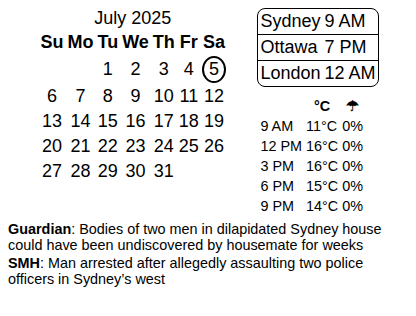 July 2025
Su Mo Tu We Th Fr Sa
1 2 3 4 5
6 7 8 9 10 11 12
13 14 15 16 17 18 19
20 21 22 23 24 25 26
27 28 29 30 31
Sydney 9 AM
Ottawa 7 PM
London 12 AM
°C ☂
9 AM 11°C 0%
12 PM 16°C 0%
3 PM 16°C 0%
6 PM 15°C 0%
9 PM 14°C 0%
Guardian: Bodies of two men in dilapidated Sydney house
could have been undiscovered by housemate for weeks
SMH: Man arrested after allegedly assaulting two police
officers in Sydney’s west